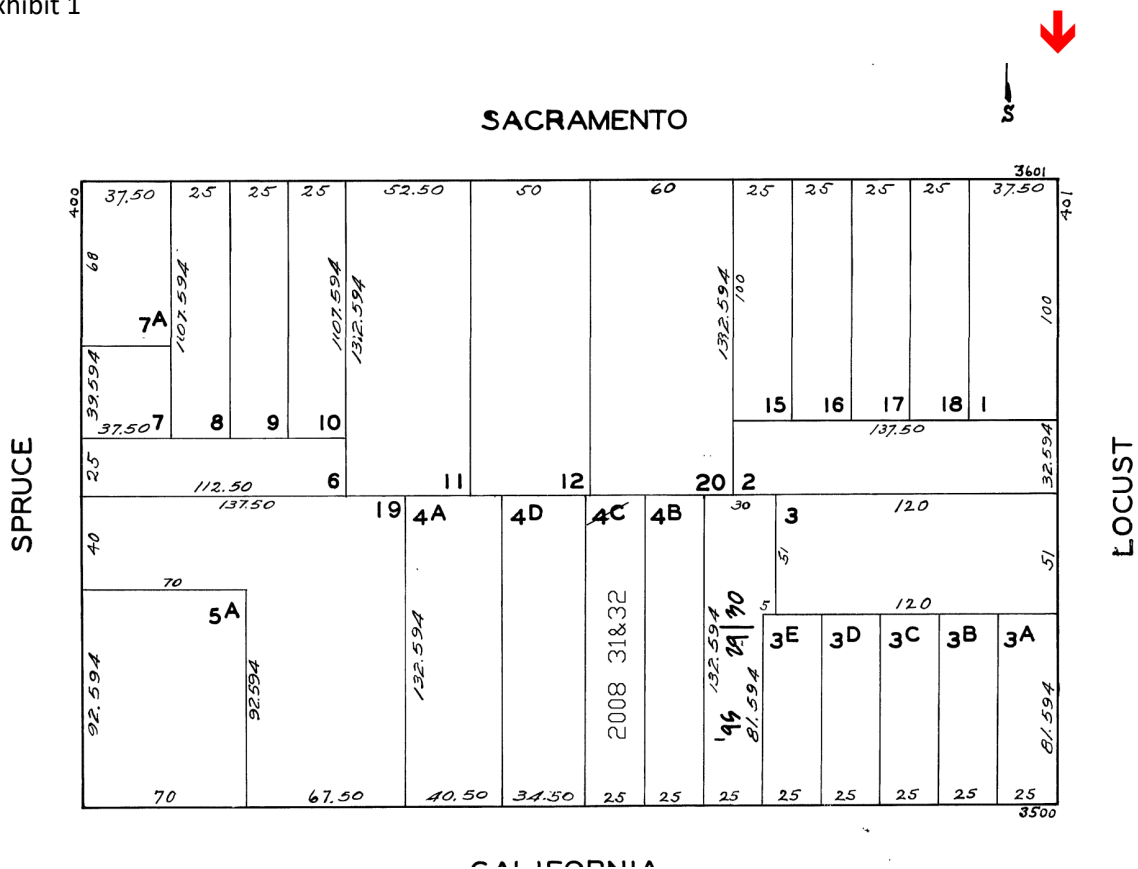 xhibit 1
S
SACRAMENTO
3601
400 37.50 25 25 25 52.50 50 60 25 25 25 25 37.50 401
68 107.594 107.594 132.594 132.594 100 100
7A
39.594
15 16 17 18 1
37.50 7 8 9 10
137.50
32.594
25
112.50 6 11 12 20 2
SPRUCE
LOCUST
137.50 19 4A 4D 4C 4B 30 3 120
40 51 51
70
5A
5 120
2008 31&32
'95 29|30
3E 3D 3C 3B 3A
92.594 92.594 132.594 132.594 81.594 81.594
70 67.50 40.50 34.50 25 25 25 25 25 25 25 25
3500
CALIFORNIA